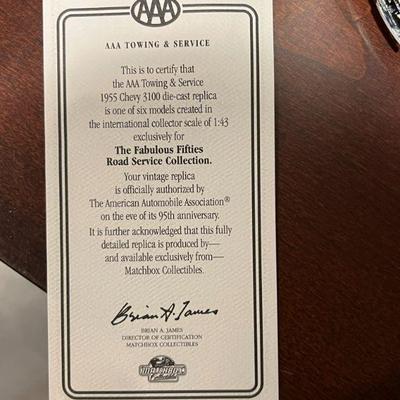 AAA
AAA TOWING & SERVICE
This is to certify that
the AAA Towing & Service
1955 Chevy 3100 die-cast replica
is one of six models created in
the international collector scale of 1:43
exclusively for
The Fabulous Fifties
Road Service Collection.
Your vintage replica
is officially authorized by
The American Automobile Association®
on the eve of its 95th anniversary.
It is further acknowledged that this fully
detailed replica is produced by—
and available exclusively from—
Matchbox Collectibles.
Brian A. James
BRIAN A. JAMES
DIRECTOR OF CERTIFICATION
MATCHBOX COLLECTIBLES
MATCHBOX